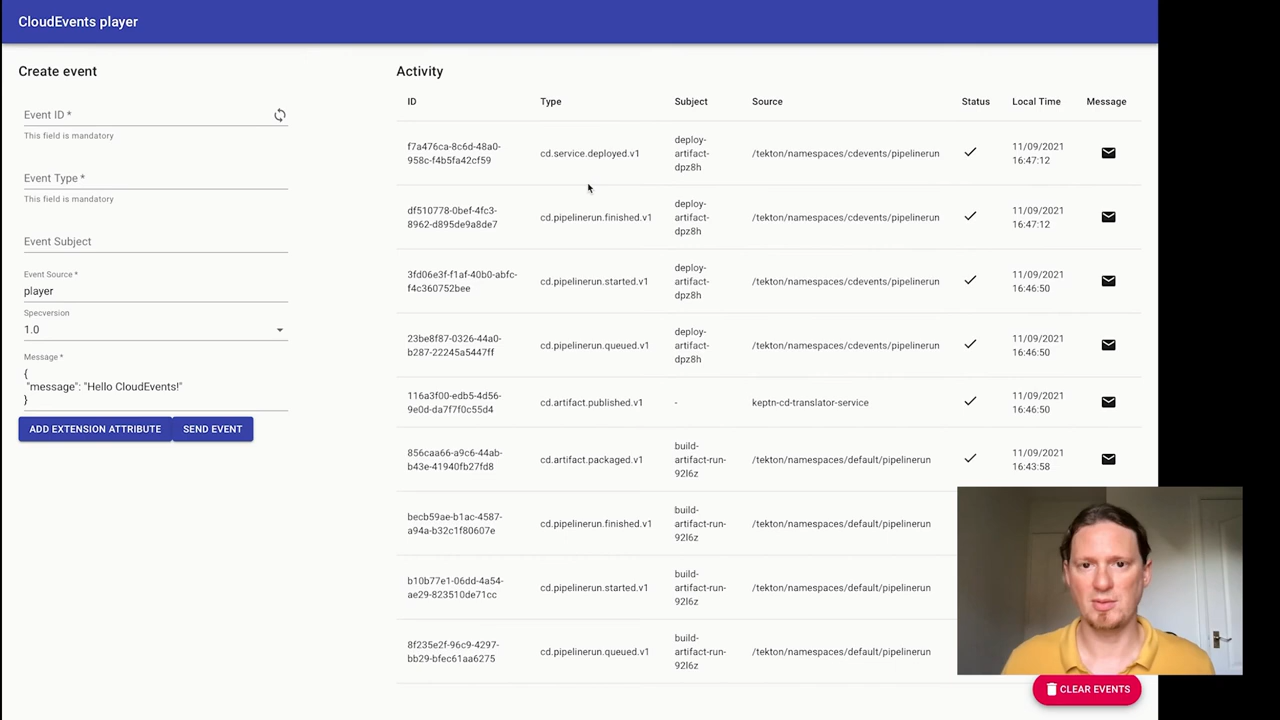 CloudEvents player
Create event
Event ID *
This field is mandatory
Event Type *
This field is mandatory
Event Subject
Event Source *
player
Specversion
1.0
Message *
{
"message": "Hello CloudEvents!"
}
ADD EXTENSION ATTRIBUTE
SEND EVENT
Activity
ID Type Subject Source Status Local Time Message
f7a476ca-8c6d-48a0-
958c-f4b5fa42cf59
cd.service.deployed.v1
deploy-
artifact-
dpz8h
/tekton/namespaces/cdevents/pipelinerun
11/09/2021
16:47:12
df510778-0bef-4fc3-
8962-d895de9a8de7
cd.pipelinerun.finished.v1
deploy-
artifact-
dpz8h
/tekton/namespaces/cdevents/pipelinerun
11/09/2021
16:47:12
3fd06e3f-f1af-40b0-abfc-
f4c360752bee
cd.pipelinerun.started.v1
deploy-
artifact-
dpz8h
/tekton/namespaces/cdevents/pipelinerun
11/09/2021
16:46:50
23be8f87-0326-44a0-
b287-22245a5447ff
cd.pipelinerun.queued.v1
deploy-
artifact-
dpz8h
/tekton/namespaces/cdevents/pipelinerun
11/09/2021
16:46:50
116a3f00-edb5-4d56-
9e0d-da7f7f0c55d4
cd.artifact.published.v1
-
keptn-cd-translator-service
11/09/2021
16:46:50
856caa66-a9c6-44ab-
b43e-41940fb27fd8
cd.artifact.packaged.v1
build-
artifact-run-
92l6z
/tekton/namespaces/default/pipelinerun
11/09/2021
16:43:58
becb59ae-b1ac-4587-
a94a-b32c1f80607e
cd.pipelinerun.finished.v1
build-
artifact-run-
92l6z
/tekton/namespaces/default/pipelinerun
b10b77e1-06dd-4a54-
ae29-823510de71cc
cd.pipelinerun.started.v1
build-
artifact-run-
92l6z
/tekton/namespaces/default/pipelinerun
8f235e2f-96c9-4297-
bb29-bfec61aa6275
cd.pipelinerun.queued.v1
build-
artifact-run-
92l6z
/tekton/namespaces/default/pipelinerun
CLEAR EVENTS